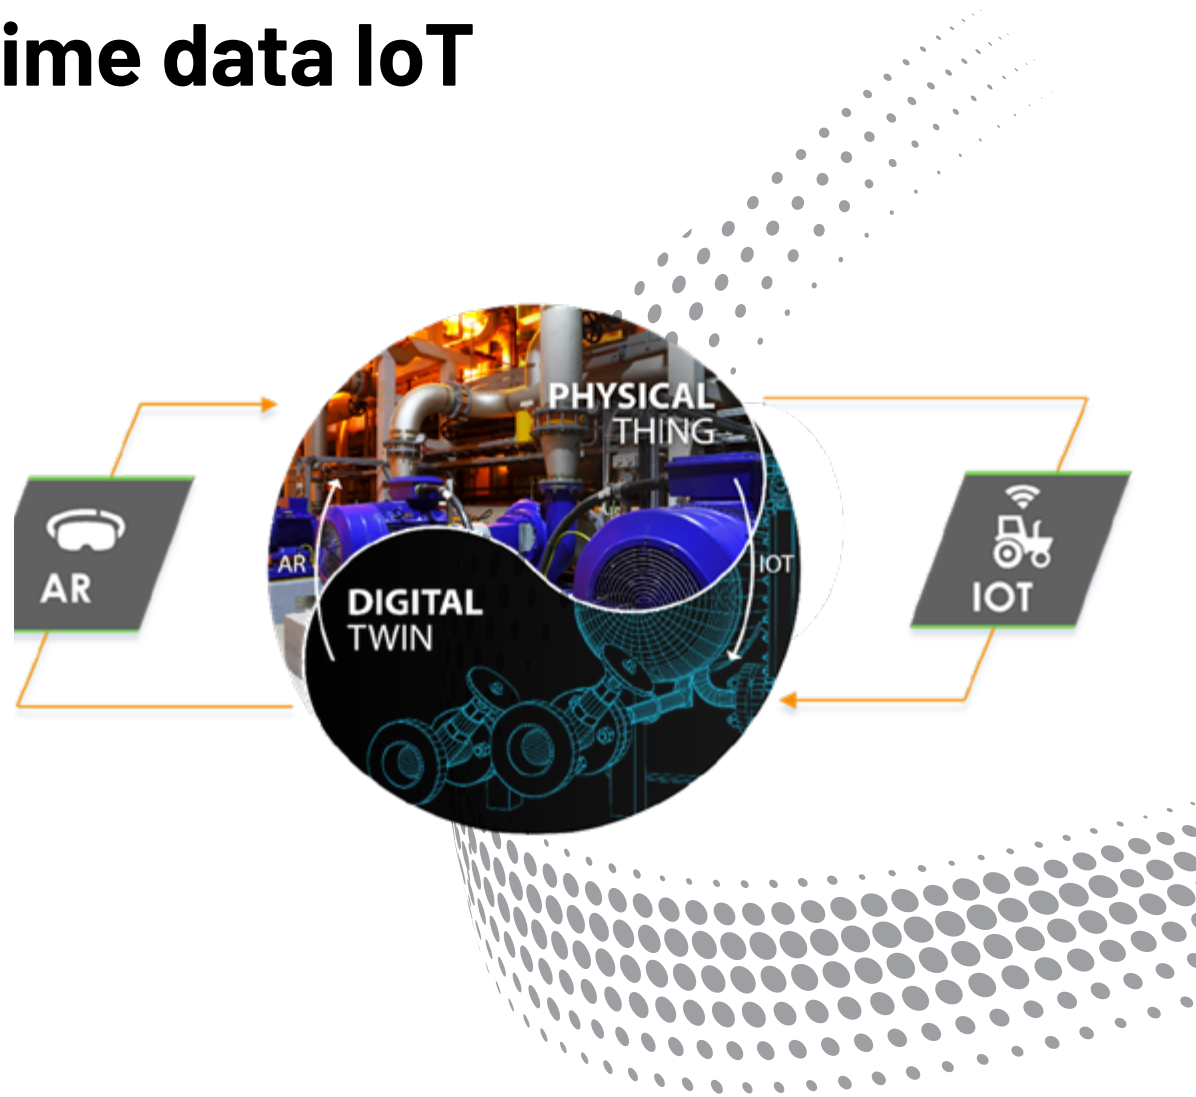 ime data IoT
PHYSICAL
THING
AR
IOT
DIGITAL
TWIN
AR
IOT